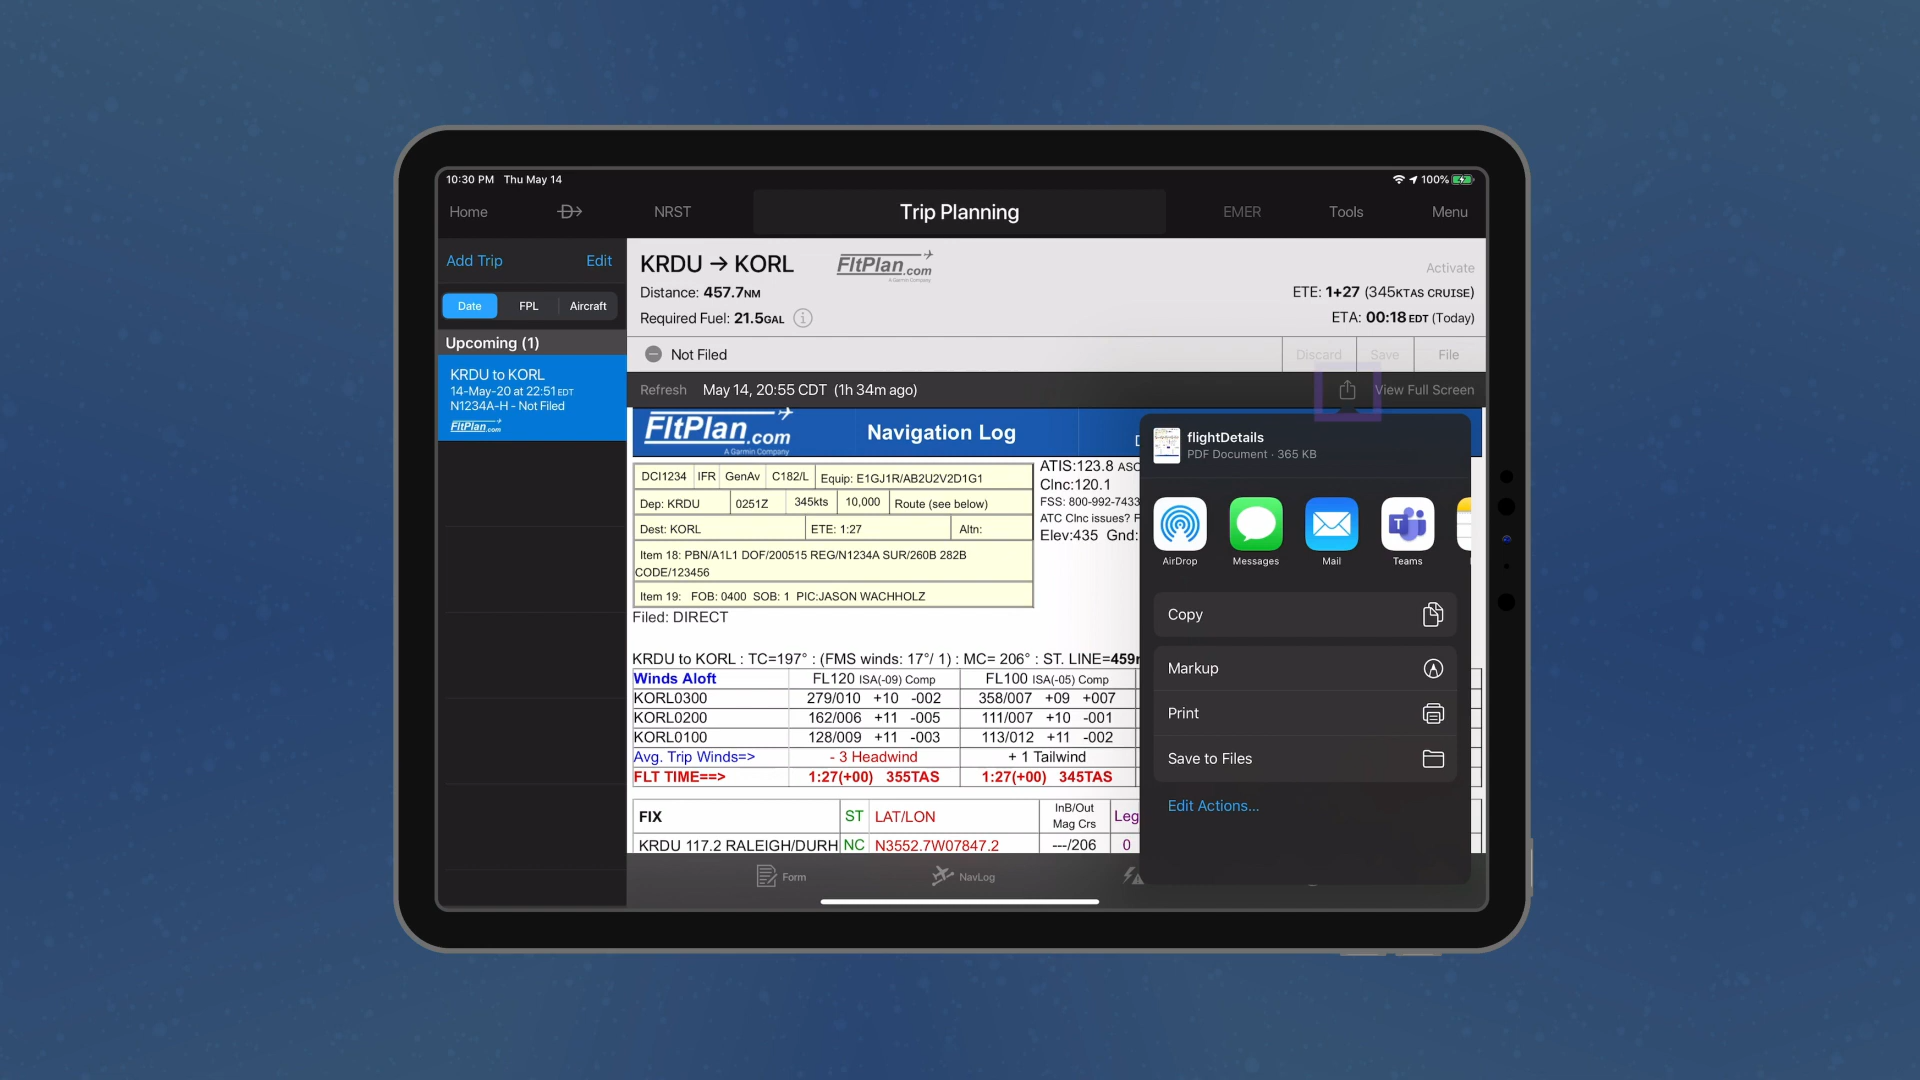 10:30 PM Thu May 14
100%
Home
NRST
Trip Planning
EMER
Tools
Menu
Add Trip
Edit
Date
FPL
Aircraft
Upcoming (1)
KRDU to KORL
14-May-20 at 22:51 EDT
N1234A-H - Not Filed
FltPlan.com
KRDU → KORL
FltPlan.com
A Garmin Company
Activate
Distance: 457.7NM
ETE: 1+27 (345KTAS CRUISE)
Required Fuel: 21.5GAL
ETA: 00:18 EDT (Today)
Not Filed
Discard
Save
File
Refresh
May 14, 20:55 CDT (1h 34m ago)
View Full Screen
FltPlan.com
A Garmin Company
Navigation Log
DCI1234 IFR GenAv C182/L Equip: E1GJ1R/AB2U2V2D1G1
Dep: KRDU 0251Z 345kts 10,000 Route (see below)
Dest: KORL ETE: 1:27 Altn:
Item 18: PBN/A1L1 DOF/200515 REG/N1234A SUR/260B 282B
CODE/123456
Item 19: FOB: 0400 SOB: 1 PIC:JASON WACHHOLZ
Filed: DIRECT
ATIS:123.8
Clnc:120.1
FSS: 800-992-7433
ATC Clnc issues?
Elev:435 Gnd:
KRDU to KORL : TC=197° : (FMS winds: 17°/ 1) : MC= 206° : ST. LINE=459
Winds Aloft FL120 ISA(-09) Comp FL100 ISA(-05) Comp
KORL0300 279/010 +10 -002 358/007 +09 +007
KORL0200 162/006 +11 -005 111/007 +10 -001
KORL0100 128/009 +11 -003 113/012 +11 -002
Avg. Trip Winds=> - 3 Headwind + 1 Tailwind
FLT TIME==> 1:27(+00) 355TAS 1:27(+00) 345TAS
FIX ST LAT/LON InB/Out Leg
Mag Crs
KRDU 117.2 RALEIGH/DURH NC N3552.7W07847.2 ---/206 0
flightDetails
PDF Document · 365 KB
AirDrop
Messages
Mail
Teams
Copy
Markup
Print
Save to Files
Edit Actions...
Form
NavLog